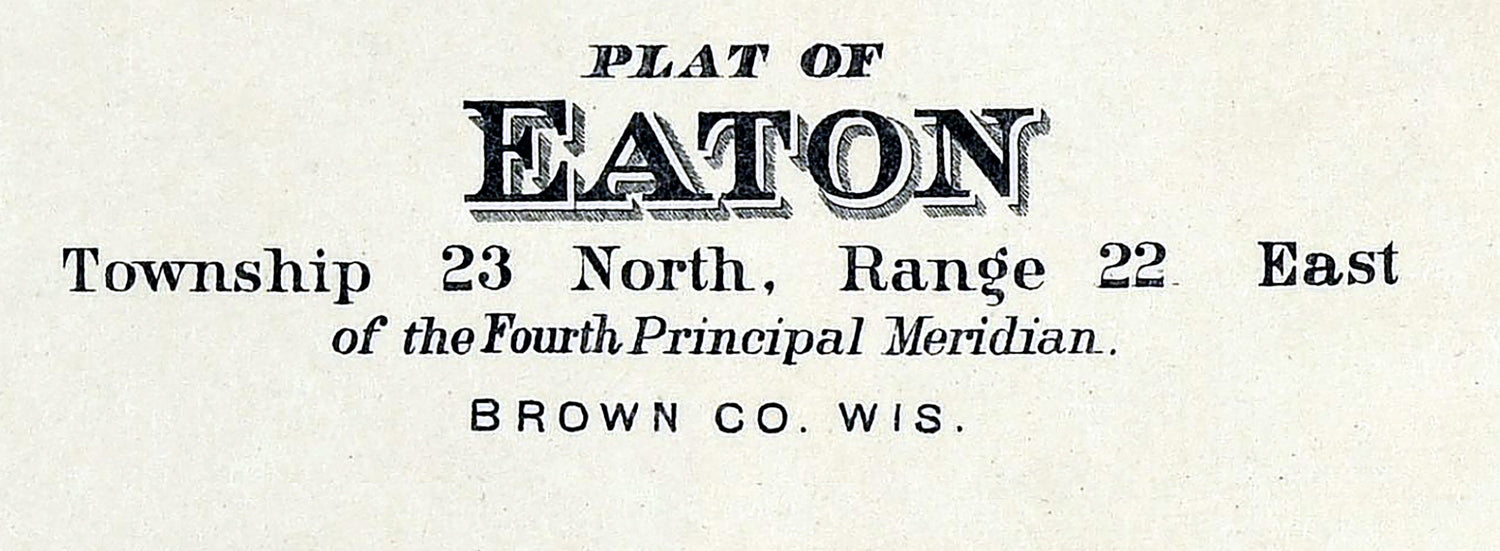 PLAT OF
EATON
Township 23 North, Range 22 East
of the Fourth Principal Meridian.
BROWN CO. WIS.